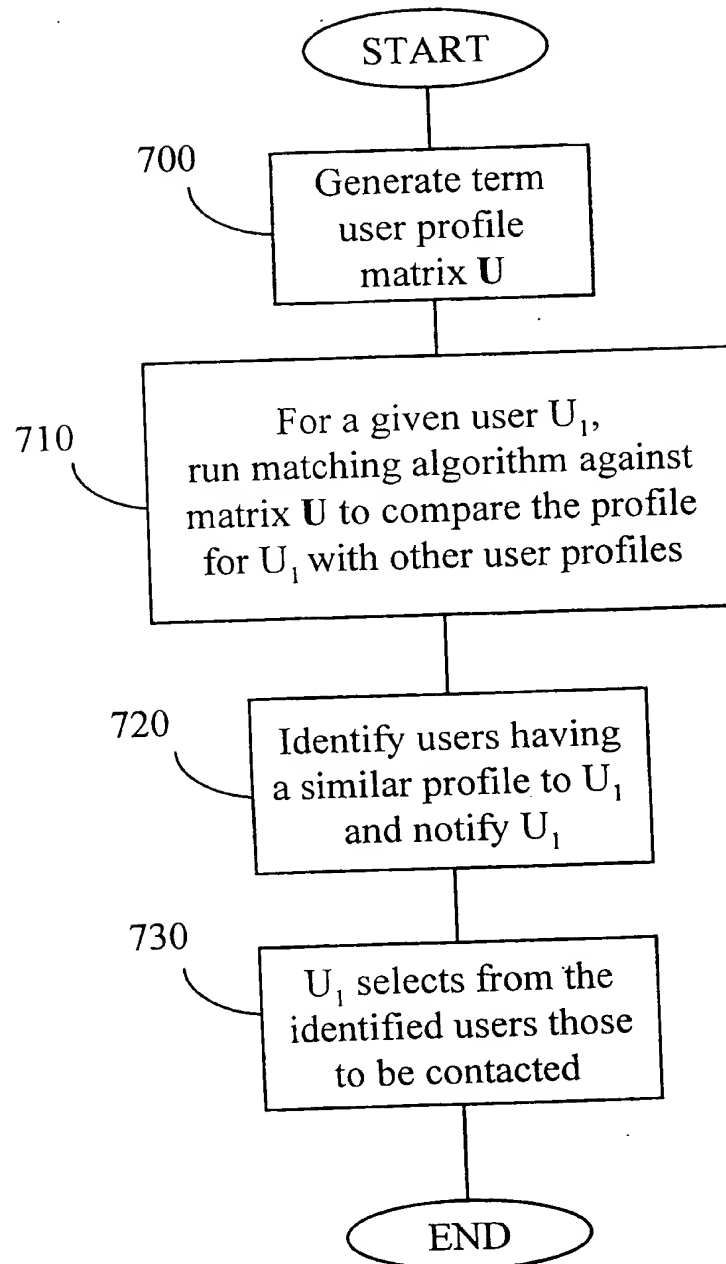 START
700
Generate term
user profile
matrix U
710
For a given user U₁,
run matching algorithm against
matrix U to compare the profile
for U₁ with other user profiles
720
Identify users having
a similar profile to U₁
and notify U₁
730
U₁ selects from the
identified users those
to be contacted
END